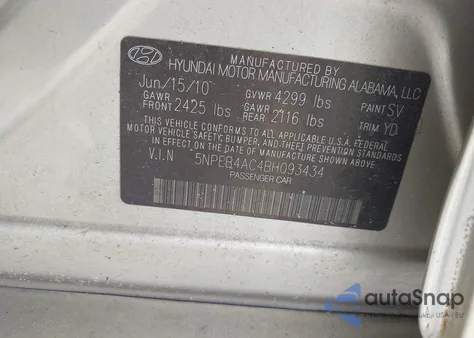 MANUFACTURED BY
HYUNDAI MOTOR MANUFACTURING ALABAMA, LLC
Jun/15/10 GVWR 4299 lbs PAINT SV
GAWR FRONT 2425 lbs GAWR REAR 2116 lbs TRIM YD
THIS VEHICLE CONFORMS TO ALL APPLICABLE U.S.A FEDERAL
MOTOR VEHICLE SAFETY, BUMPER, AND THEFT PREVENTION
STANDARDS IN EFFECT ON THE DATE OF MANUFACTURE SHOWN ABOVE
V.I.N 5NPEB4AC4BH093434
PASSENGER CAR
autoSnap